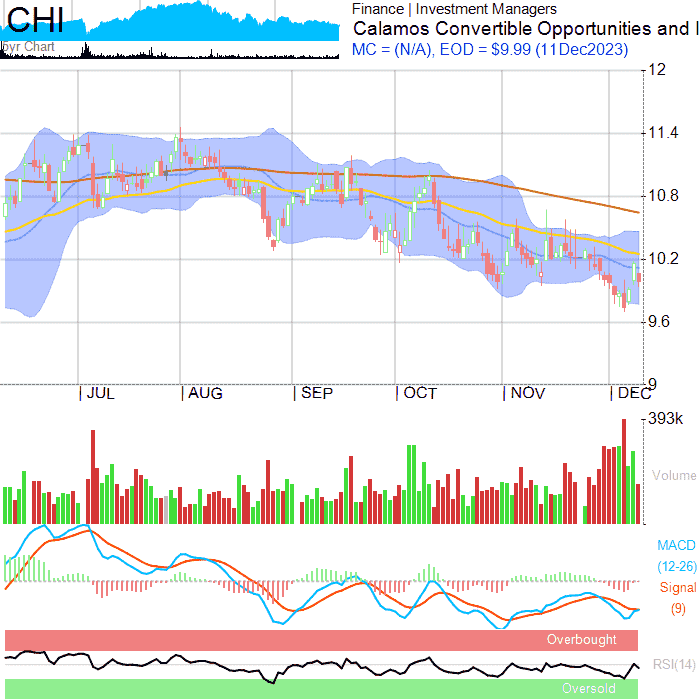 CHI
5yr Chart
Finance | Investment Managers
Calamos Convertible Opportunities and I
MC = (N/A), EOD = $9.99 (11Dec2023)
12
11.4
10.8
10.2
9.6
9
| JUL
| AUG
| SEP
| OCT
| NOV
| DEC
393k
Volume
MACD
(12-26)
Signal
(9)
Overbought
RSI(14)
Oversold